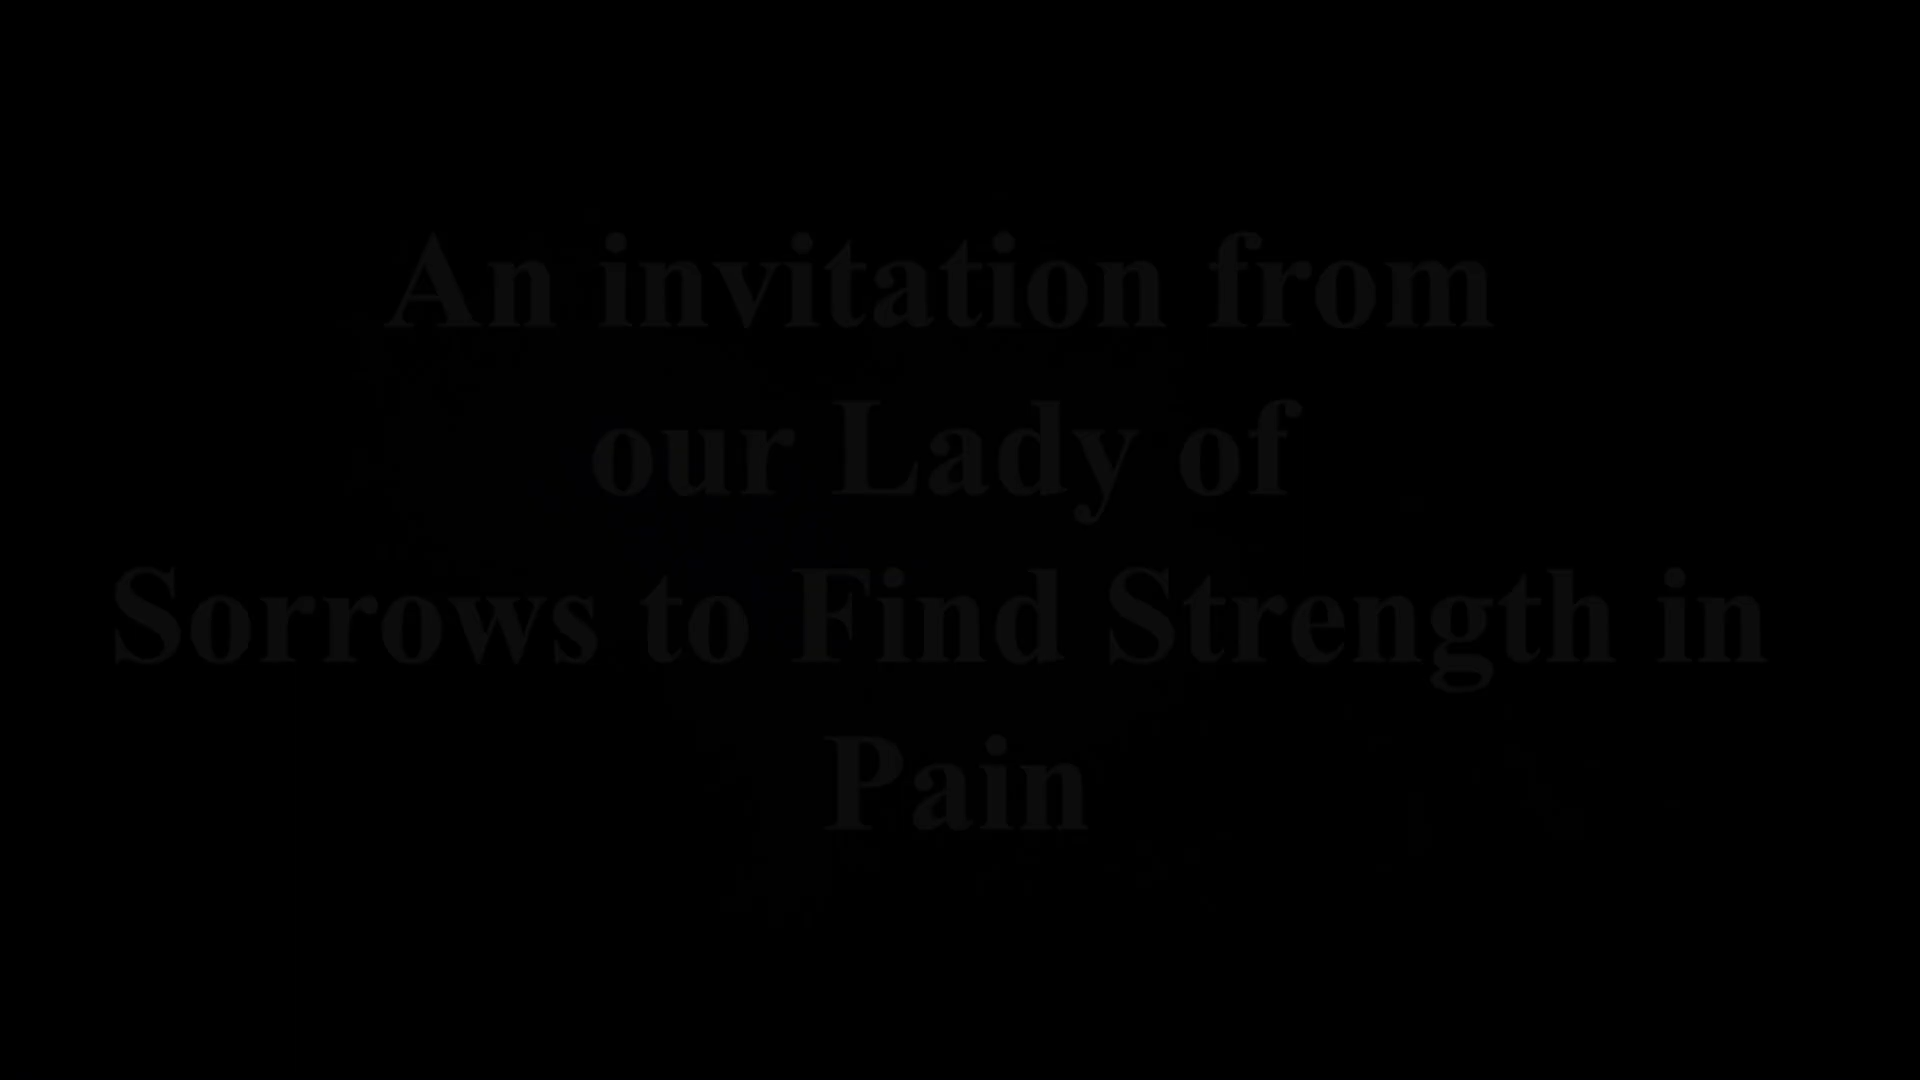 An invitation from
our Lady of
Sorrows to Find Strength in
Pain